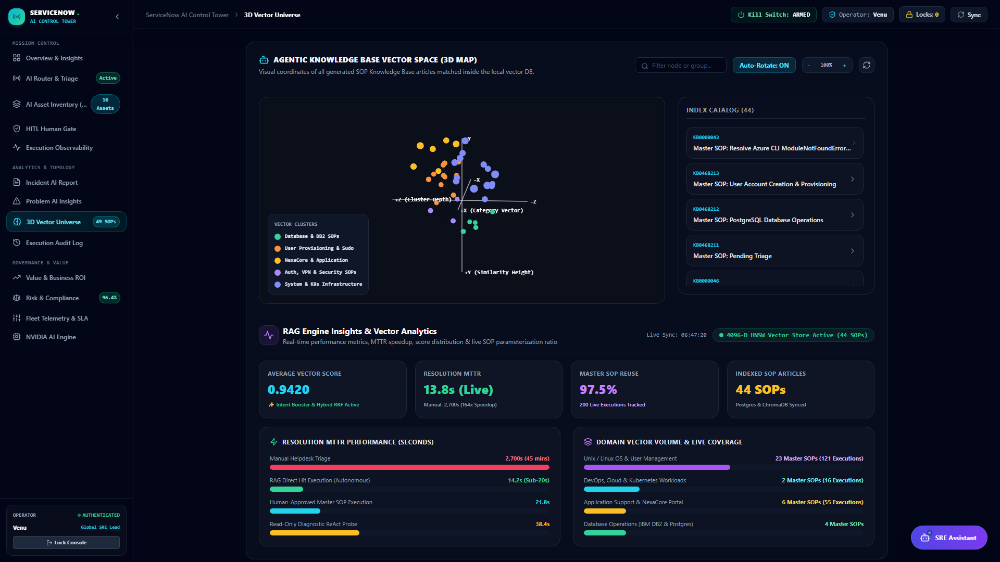 SERVICENOW
AI CONTROL TOWER
MISSION CONTROL
Overview & Insights
AI Router & Triage
Active
AI Asset Inventory (...
16 Assets
HITL Human Gate
Execution Observability
ANALYTICS & TOPOLOGY
Incident AI Report
Problem AI Insights
3D Vector Universe
49 SOPs
Execution Audit Log
GOVERNANCE & VALUE
Value & Business ROI
Risk & Compliance
96.4%
Fleet Telemetry & SLA
NVIDIA AI Engine
OPERATOR
AUTHENTICATED
Venu
Global SRE Lead
Lock Console
ServiceNow AI Control Tower > 3D Vector Universe
Kill Switch: ARMED
Operator: Venu
Locks: 0
Sync
AGENTIC KNOWLEDGE BASE VECTOR SPACE (3D MAP)
Visual coordinates of all generated SOP Knowledge Base articles matched inside the local vector DB.
Filter node or group...
Auto-Rotate: ON
- 100% +
-Y
-X
+Z (Cluster Depth)
-Z
+X (Category Vector)
+Y (Similarity Height)
VECTOR CLUSTERS
Database & DB2 SOPs
User Provisioning & Sudo
NexaCore & Application
Auth, VPN & Security SOPs
System & K8s Infrastructure
INDEX CATALOG (44)
KB0000043
Master SOP: Resolve Azure CLI ModuleNotFoundError...
KB0468213
Master SOP: User Account Creation & Provisioning
KB0468212
Master SOP: PostgreSQL Database Operations
KB0468211
Master SOP: Pending Triage
KB0000046
RAG Engine Insights & Vector Analytics
Real-time performance metrics, MTTR speedup, score distribution & live SOP parameterization ratio
Live Sync: 06:47:20
4096-D HNSW Vector Store Active (44 SOPs)
AVERAGE VECTOR SCORE
0.9420
✨ Intent Booster & Hybrid RRF Active
RESOLUTION MTTR
13.8s (Live)
Manual: 2,700s (164x Speedup)
MASTER SOP REUSE
97.5%
200 Live Executions Tracked
INDEXED SOP ARTICLES
44 SOPs
Postgres & ChromaDB Synced
RESOLUTION MTTR PERFORMANCE (SECONDS)
Manual Helpdesk Triage
2,700s (45 mins)
RAG Direct Hit Execution (Autonomous)
14.2s (Sub-20s)
Human-Approved Master SOP Execution
21.8s
Read-Only Diagnostic ReAct Probe
38.4s
DOMAIN VECTOR VOLUME & LIVE COVERAGE
Unix / Linux OS & User Management
23 Master SOPs (121 Executions)
DevOps, Cloud & Kubernetes Workloads
2 Master SOPs (16 Executions)
Application Support & NexaCore Portal
6 Master SOPs (55 Executions)
Database Operations (IBM DB2 & Postgres)
4 Master SOPs
SRE Assistant